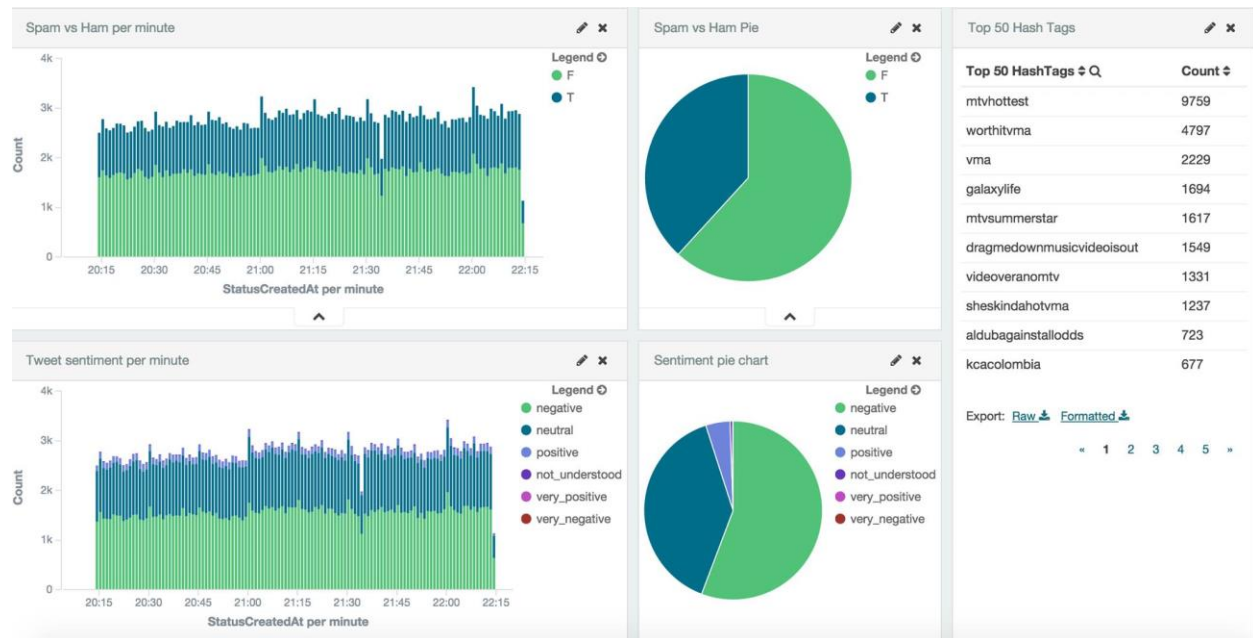 Spam vs Ham per minute
Legend
F
T
4k
3k
2k
1k
0
Count
20:15 20:30 20:45 21:00 21:15 21:30 21:45 22:00 22:15
StatusCreatedAt per minute
Spam vs Ham Pie
Legend
F
T
Top 50 Hash Tags
Top 50 HashTags Count
mtvhottest 9759
worthitvma 4797
vma 2229
galaxylife 1694
mtvsummerstar 1617
dragmedownmusicvideoisout 1549
videoveranomtv 1331
sheskindahotvma 1237
aldubagainstallodds 723
kcacolombia 677
Export: Raw Formatted
« 1 2 3 4 5 »
Tweet sentiment per minute
Legend
negative
neutral
positive
not_understood
very_positive
very_negative
4k
3k
2k
1k
0
Count
20:15 20:30 20:45 21:00 21:15 21:30 21:45 22:00 22:15
StatusCreatedAt per minute
Sentiment pie chart
Legend
negative
neutral
positive
not_understood
very_positive
very_negative